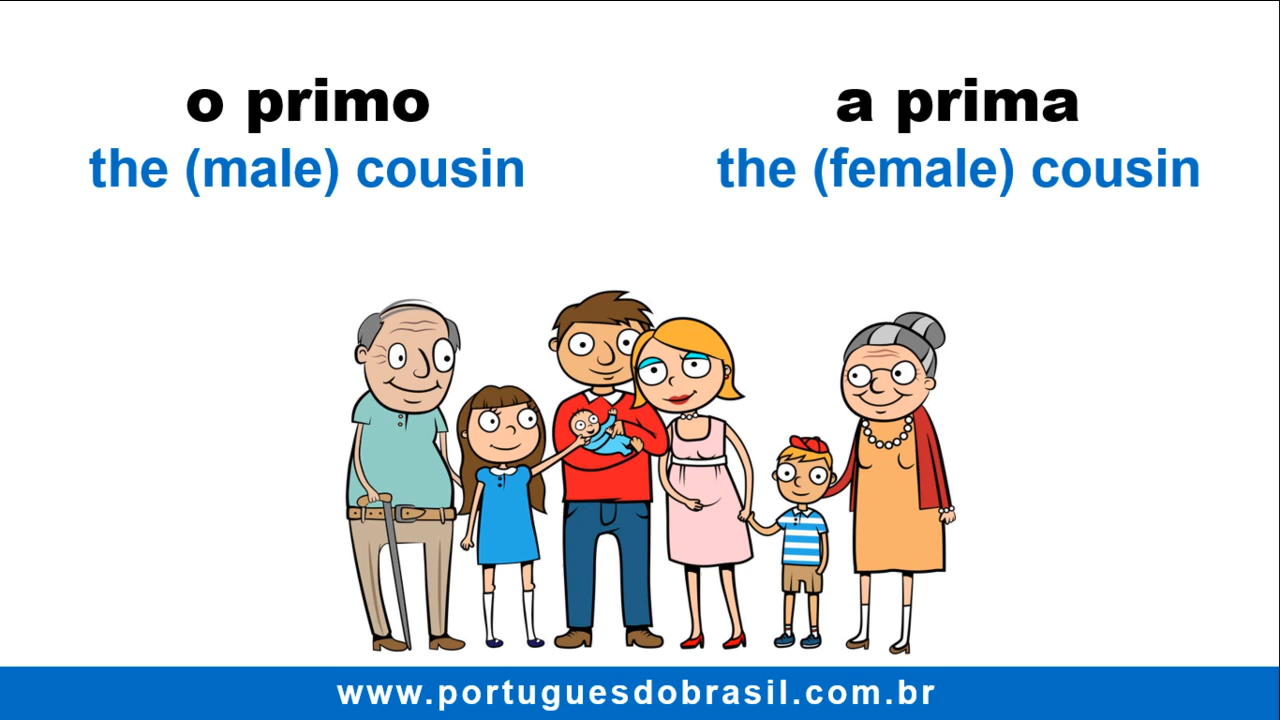 o primo
the (male) cousin
a prima
the (female) cousin
www.portuguesdobrasil.com.br